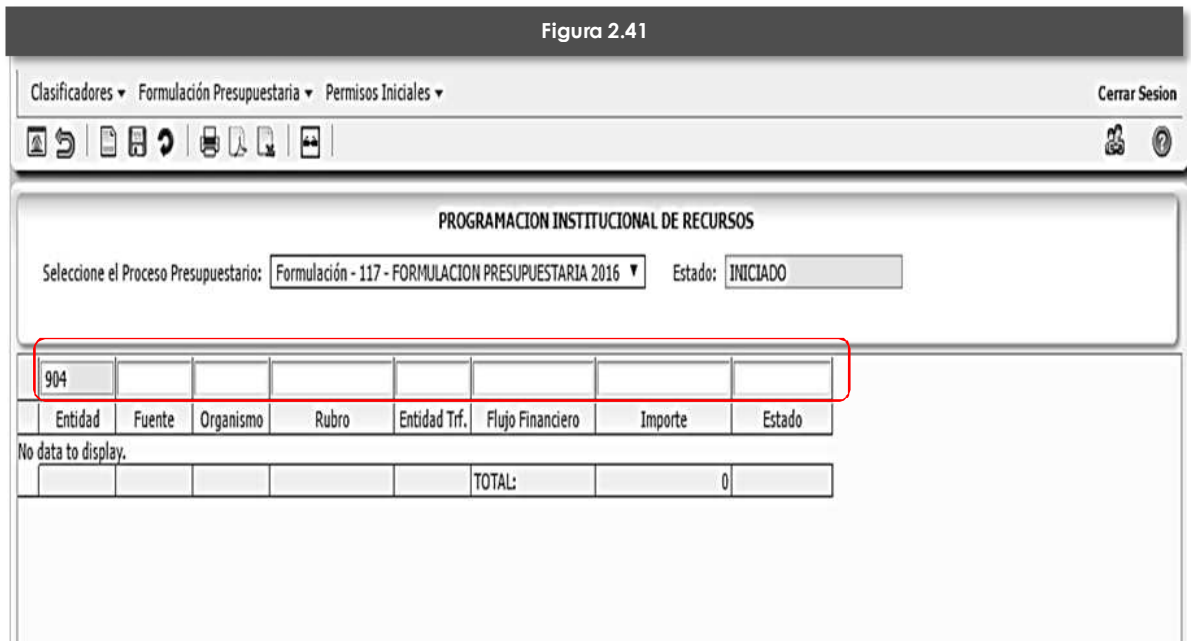 Figura 2.41
Clasificadores ▾ Formulación Presupuestaria ▾ Permisos Iniciales ▾ Cerrar Sesion
PROGRAMACION INSTITUCIONAL DE RECURSOS
Seleccione el Proceso Presupuestario: Formulación - 117 - FORMULACION PRESUPUESTARIA 2016 ▼ Estado: INICIADO
904
Entidad Fuente Organismo Rubro Entidad Trf. Flujo Financiero Importe Estado
No data to display.
TOTAL: 0